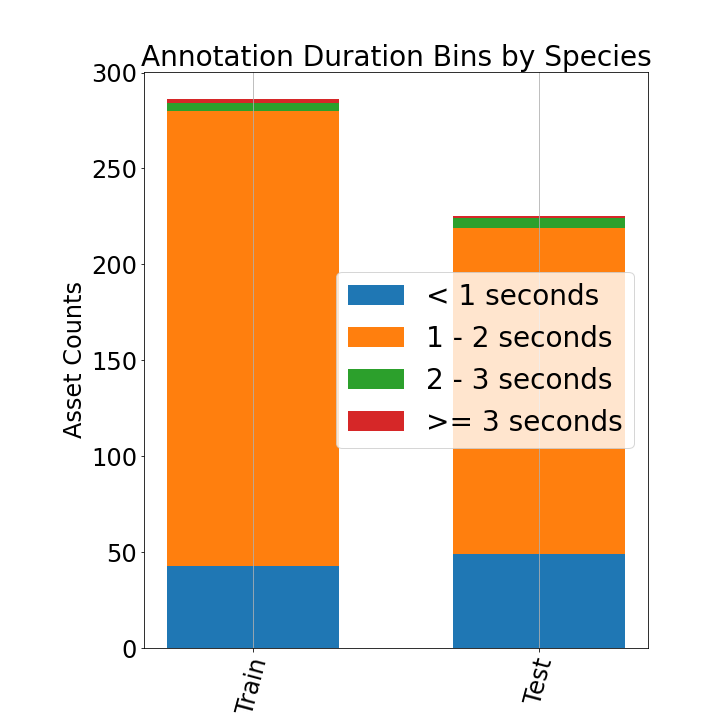 Annotation Duration Bins by Species
300
250
200
150
100
50
0
Asset Counts
< 1 seconds
1 - 2 seconds
2 - 3 seconds
>= 3 seconds
Train
Test